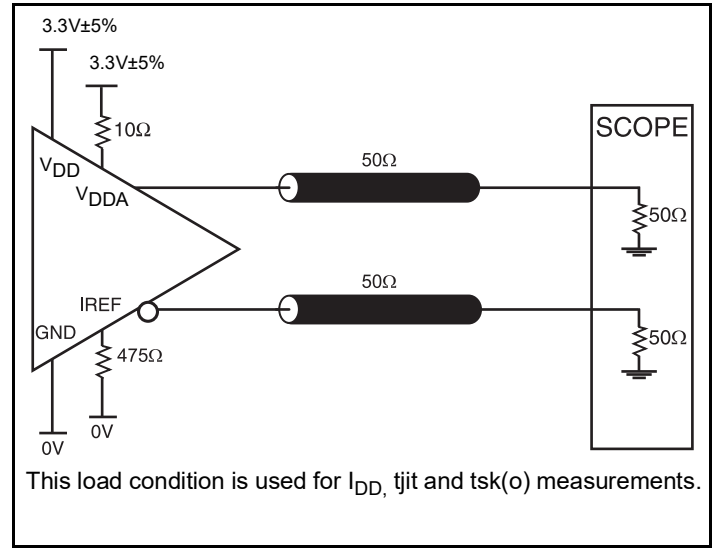 3.3V±5%
3.3V±5%
10Ω
VDD
VDDA
50Ω
SCOPE
50Ω
50Ω
IREF
GND
475Ω
50Ω
0V
0V
This load condition is used for IDD, tjit and tsk(o) measurements.